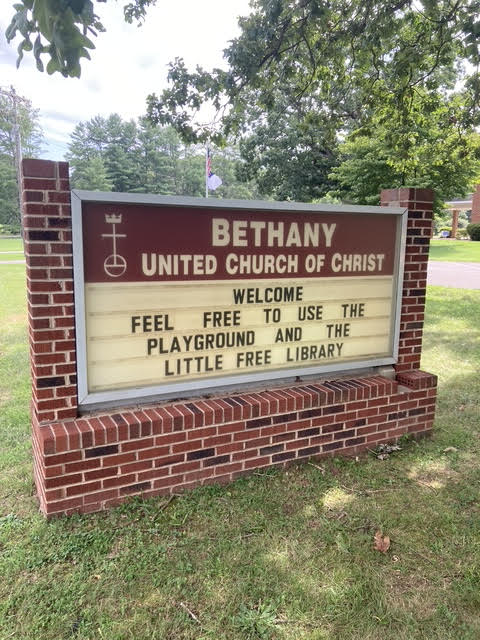 BETHANY
UNITED CHURCH OF CHRIST
WELCOME
FEEL FREE TO USE THE
PLAYGROUND AND THE
LITTLE FREE LIBRARY